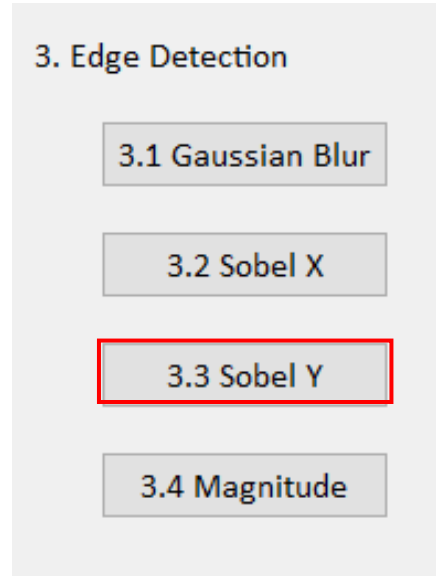 3. Edge Detection
3.1 Gaussian Blur
3.2 Sobel X
3.3 Sobel Y
3.4 Magnitude